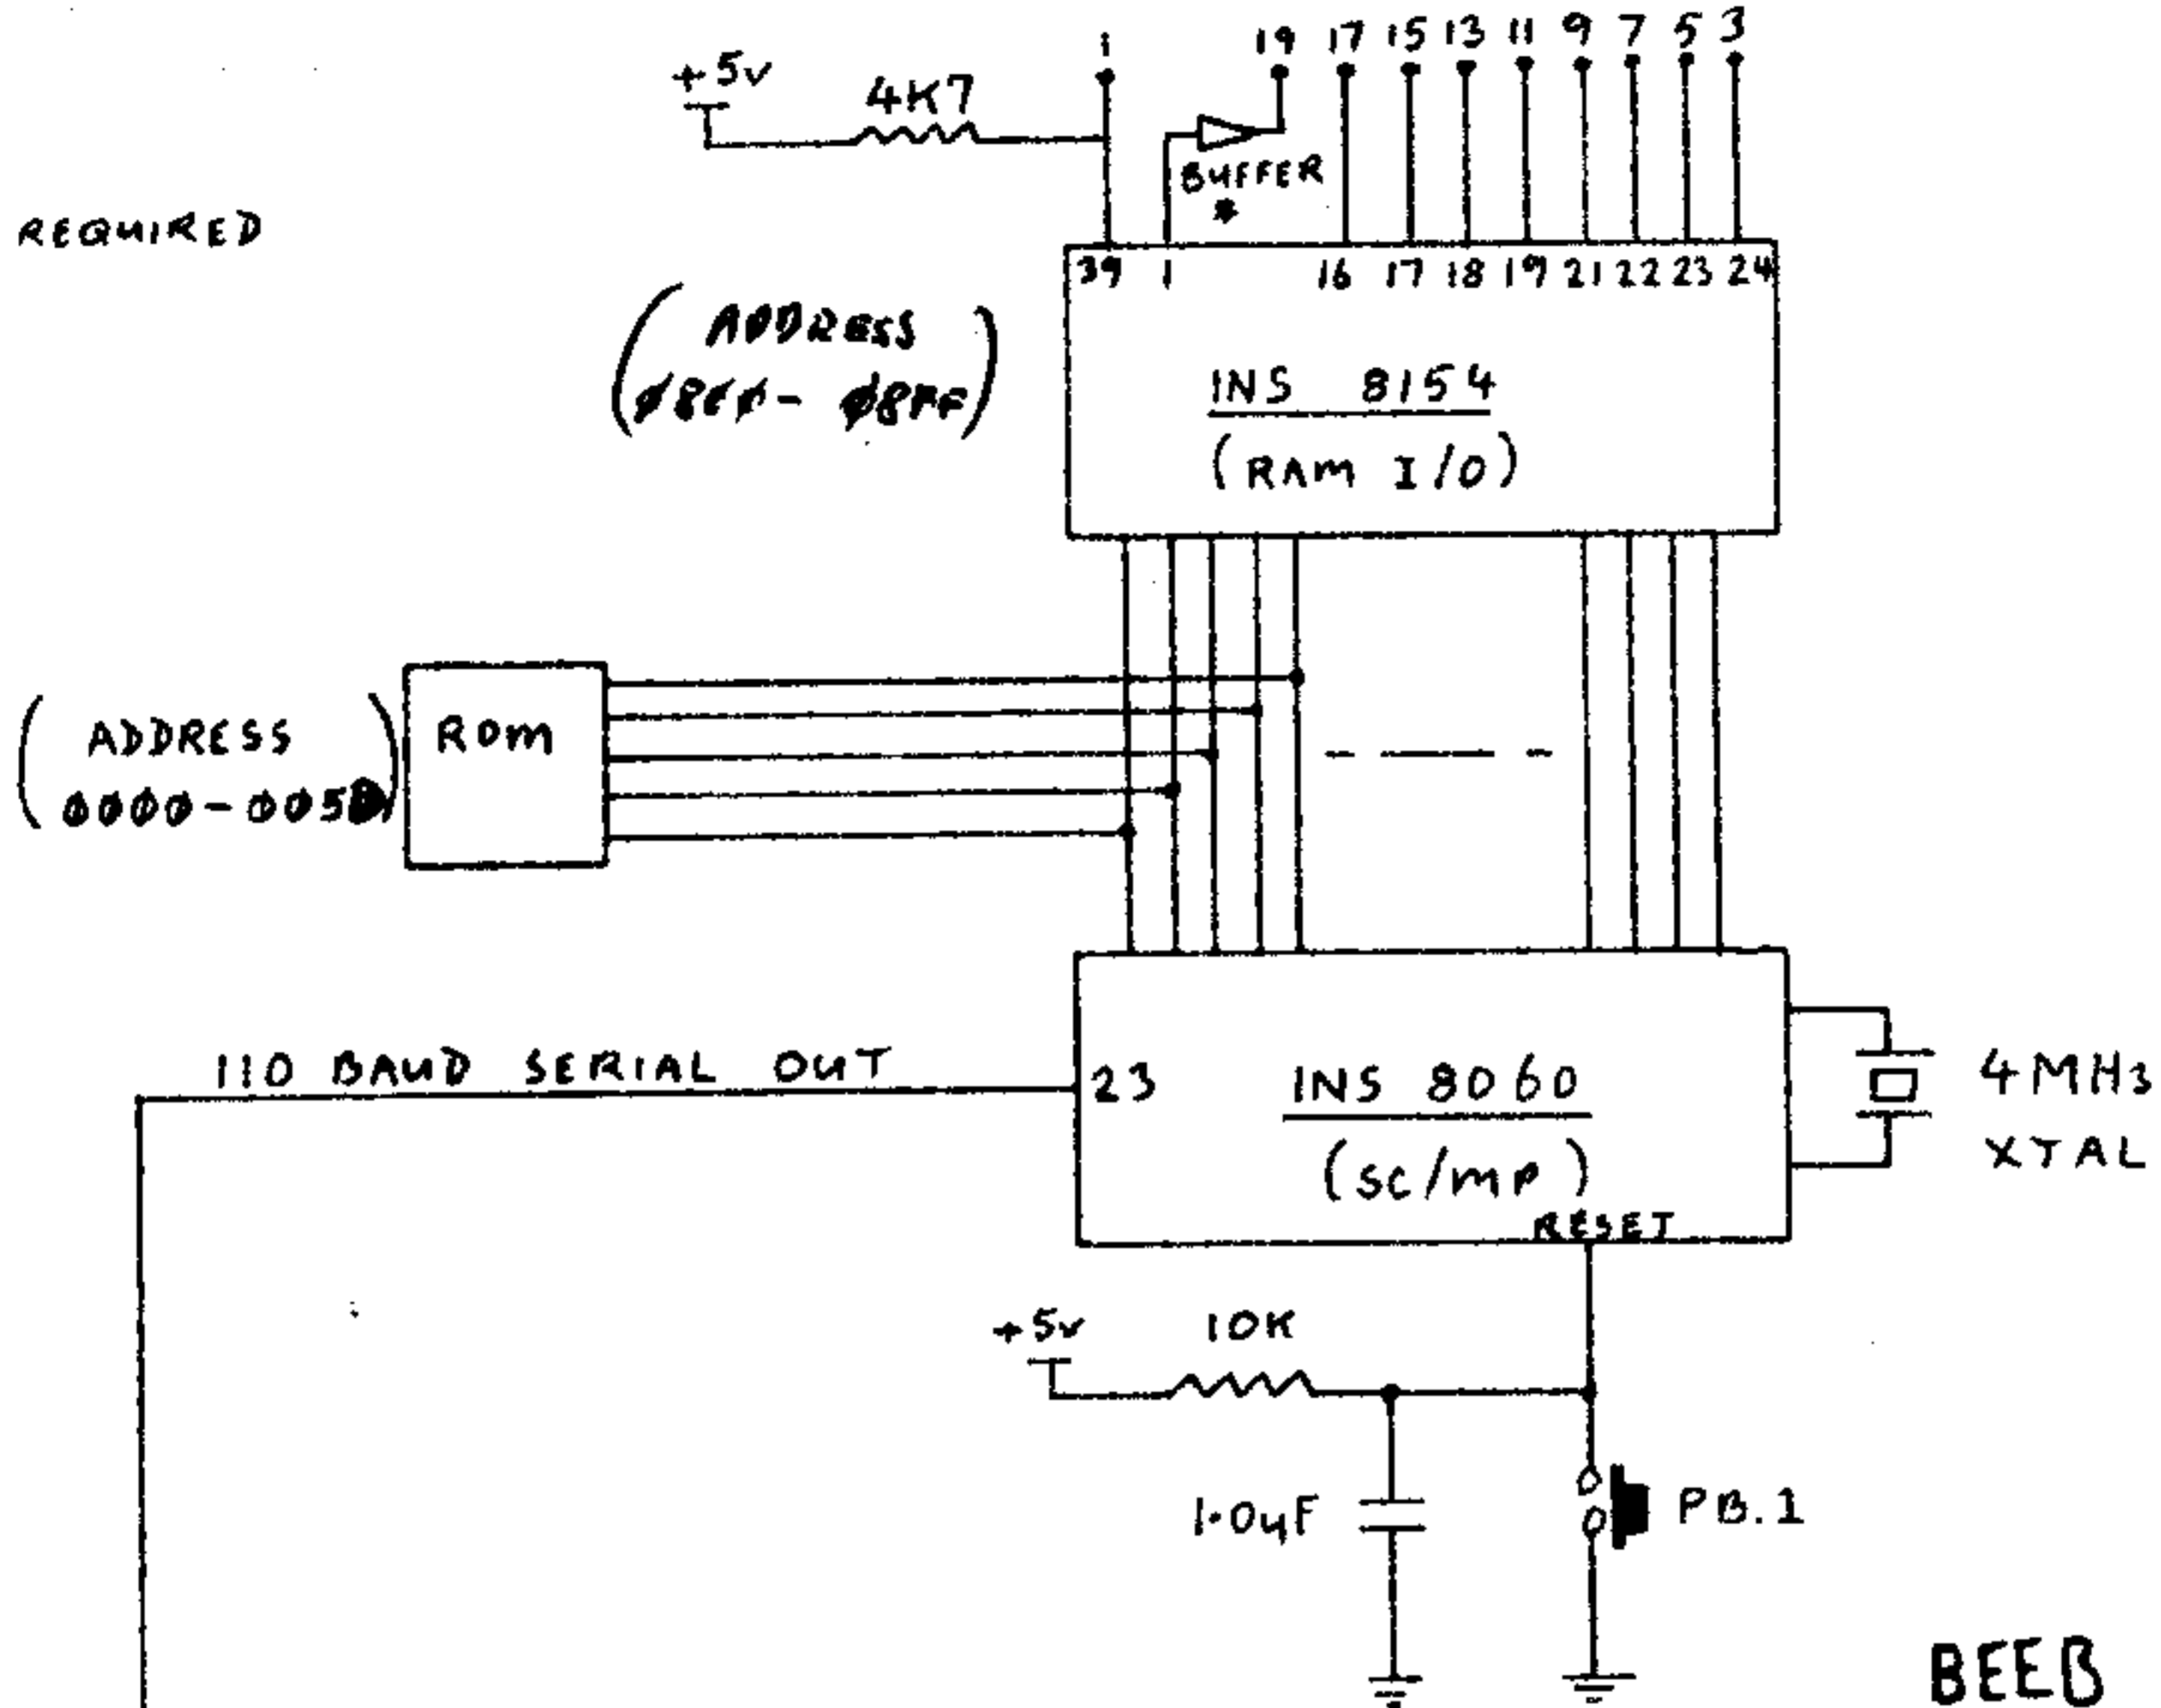 1 19 17 15 13 11 9 7 5 3
+5v
4K7
BUFFER
*
REQUIRED
39 1 16 17 18 19 21 22 23 24
ADDRESS
INS 8154
(RAM I/O)
(ADDRESS
0000-005
ROM
110 BAUD SERIAL OUT
23
INS 8060
(SC/MP)
RESET
4MHz
XTAL
+5v
10K
1.0uF
PB.1
BEEB